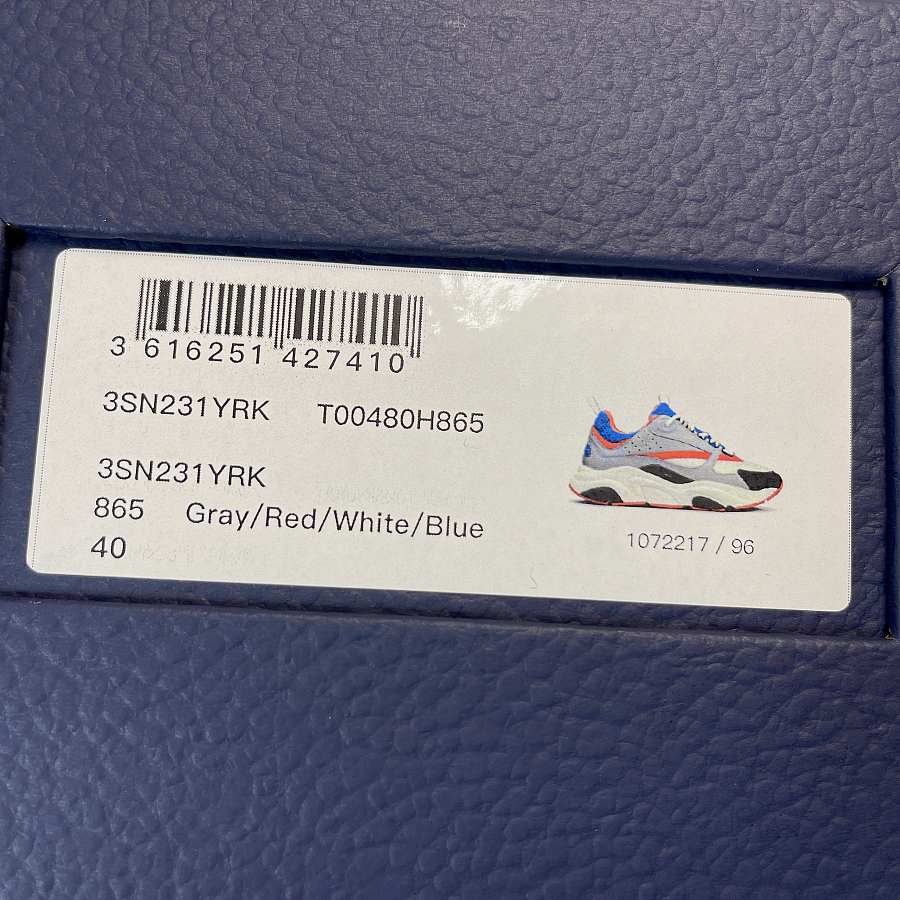 3 616251 427410
3SN231YRK T00480H865
3SN231YRK
865 Gray/Red/White/Blue
40
1072217 / 96